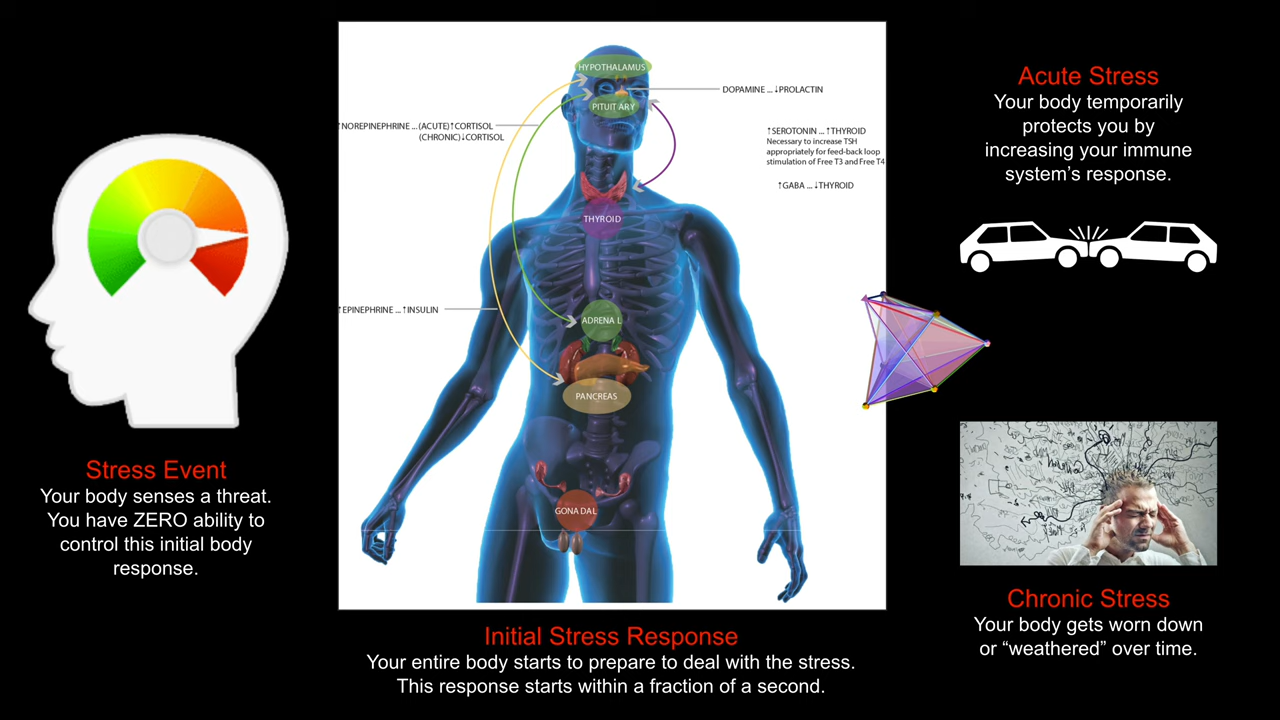 Stress Event
Your body senses a threat.
You have ZERO ability to
control this initial body
response.
HYPOTHALAMUS
PITUIT ARY
DOPAMINE ... ↓PROLACTIN
↑NOREPINEPHRINE ... (ACUTE)↑CORTISOL
(CHRONIC)↓CORTISOL
↑SEROTONIN ... ↑THYROID
Necessary to increase TSH
appropriately for feed-back loop
stimulation of Free T3 and Free T4
↑GABA ... ↓THYROID
THYROID
↑EPINEPHRINE ... ↑INSULIN
ADRENA L
PANCREAS
GONA DAL
Initial Stress Response
Your entire body starts to prepare to deal with the stress.
This response starts within a fraction of a second.
Acute Stress
Your body temporarily
protects you by
increasing your immune
system’s response.
Chronic Stress
Your body gets worn down
or “weathered” over time.